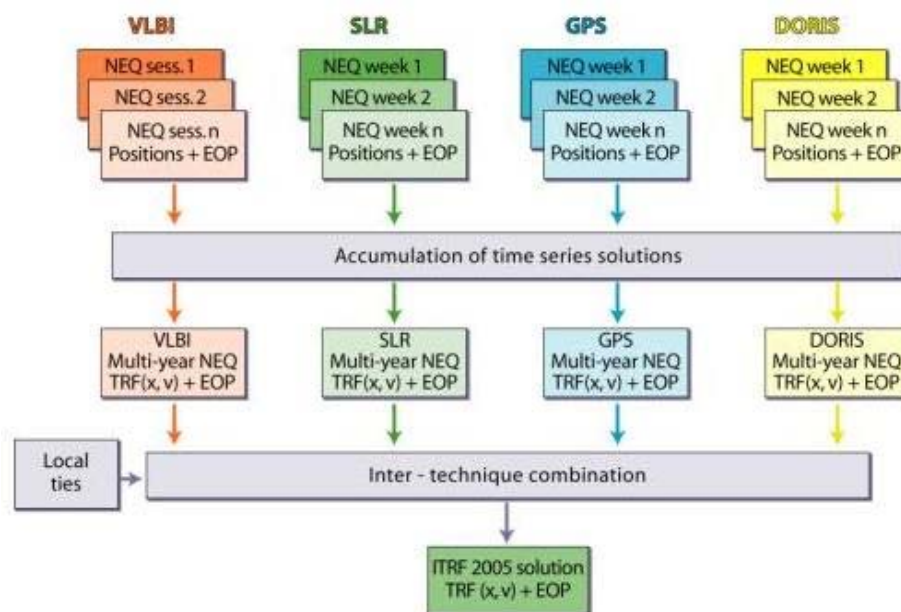 VLBI
SLR
GPS
DORIS
NEQ sess. 1
NEQ sess. 2
NEQ sess. n
Positions + EOP
NEQ week 1
NEQ week 2
NEQ week n
Positions + EOP
NEQ week 1
NEQ week 2
NEQ week n
Positions + EOP
NEQ week 1
NEQ week 2
NEQ week n
Positions + EOP
Accumulation of time series solutions
VLBI
Multi-year NEQ
TRF(x, v) + EOP
SLR
Multi-year NEQ
TRF(x, v) + EOP
GPS
Multi-year NEQ
TRF(x, v) + EOP
DORIS
Multi-year NEQ
TRF(x, v) + EOP
Local
ties
Inter - technique combination
ITRF 2005 solution
TRF (x, v) + EOP